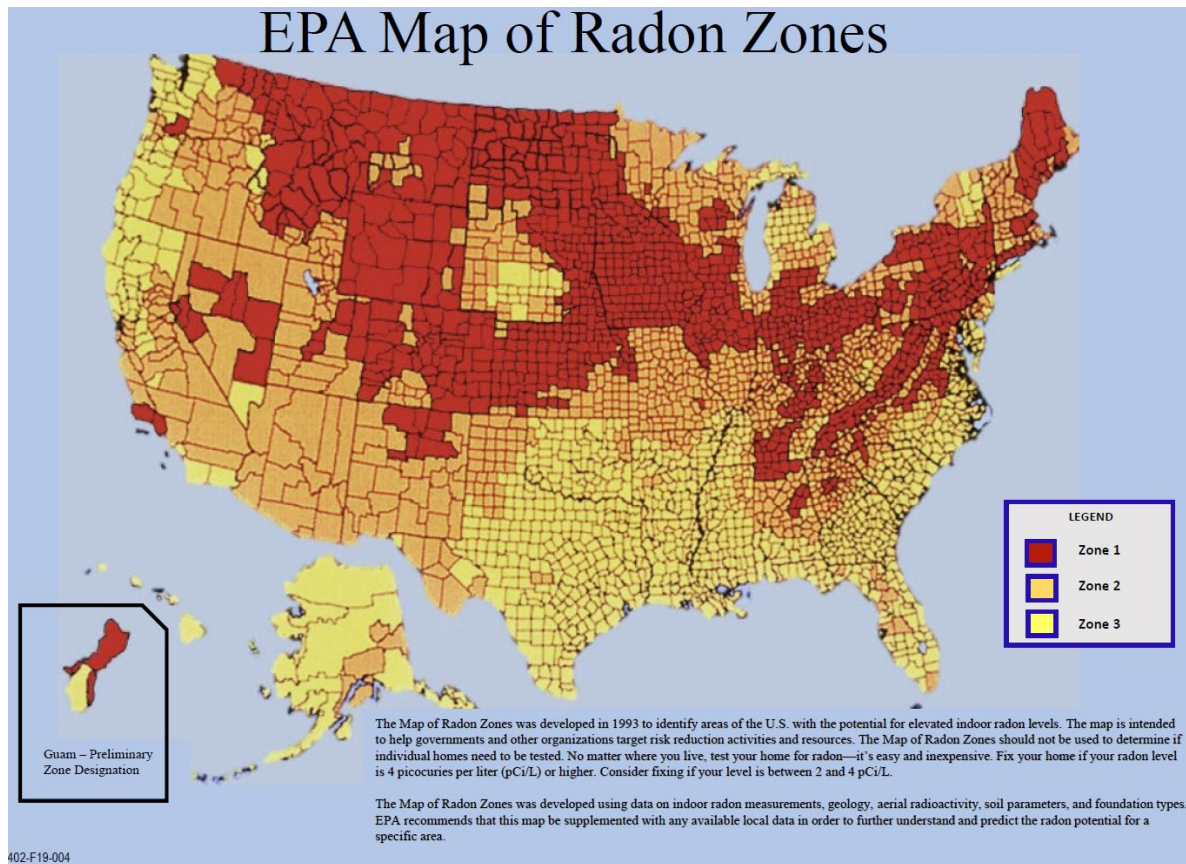 EPA Map of Radon Zones
LEGEND
Zone 1
Zone 2
Zone 3
Guam – Preliminary
Zone Designation
The Map of Radon Zones was developed in 1993 to identify areas of the U.S. with the potential for elevated indoor radon levels. The map is intended
to help governments and other organizations target risk reduction activities and resources. The Map of Radon Zones should not be used to determine if
individual homes need to be tested. No matter where you live, test your home for radon—it's easy and inexpensive. Fix your home if your radon level
is 4 picocuries per liter (pCi/L) or higher. Consider fixing if your level is between 2 and 4 pCi/L.
The Map of Radon Zones was developed using data on indoor radon measurements, geology, aerial radioactivity, soil parameters, and foundation types.
EPA recommends that this map be supplemented with any available local data in order to further understand and predict the radon potential for a
specific area.
402-F19-004